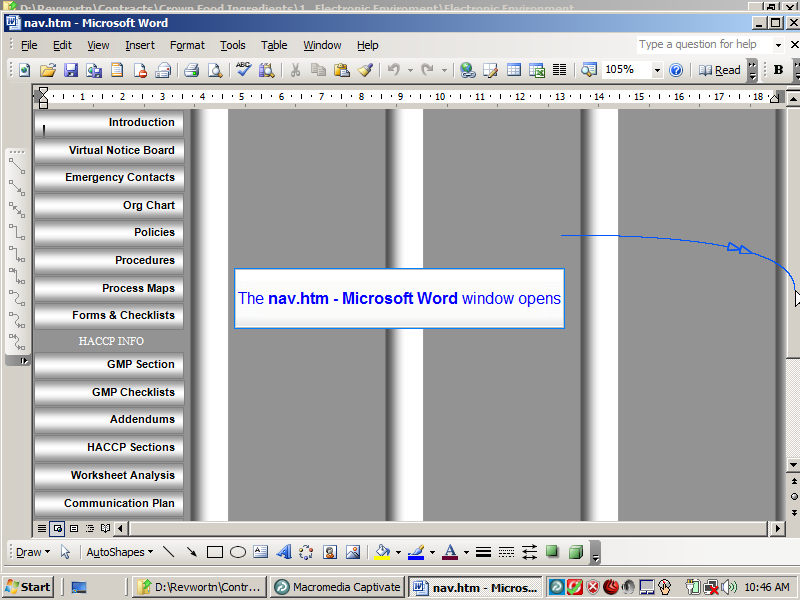 D:\Revwortn\Contracts\Crown Food Ingredients\1. Electronic Enviroment\Electronic Environment
nav.htm - Microsoft Word
File Edit View Insert Format Tools Table Window Help
Type a question for help
ABC 105% Read B
1 2 3 4 5 6 7 8 9 10 11 12 13 14 15 16 17 18
Introduction
Virtual Notice Board
Emergency Contacts
Org Chart
Policies
Procedures
Process Maps
Forms & Checklists
HACCP INFO
GMP Section
GMP Checklists
Addendums
HACCP Sections
Worksheet Analysis
Communication Plan
The nav.htm - Microsoft Word window opens
Draw AutoShapes
Start
D:\Revwortn\Contr...
Macromedia Captivate
nav.htm - Micros...
10:46 AM